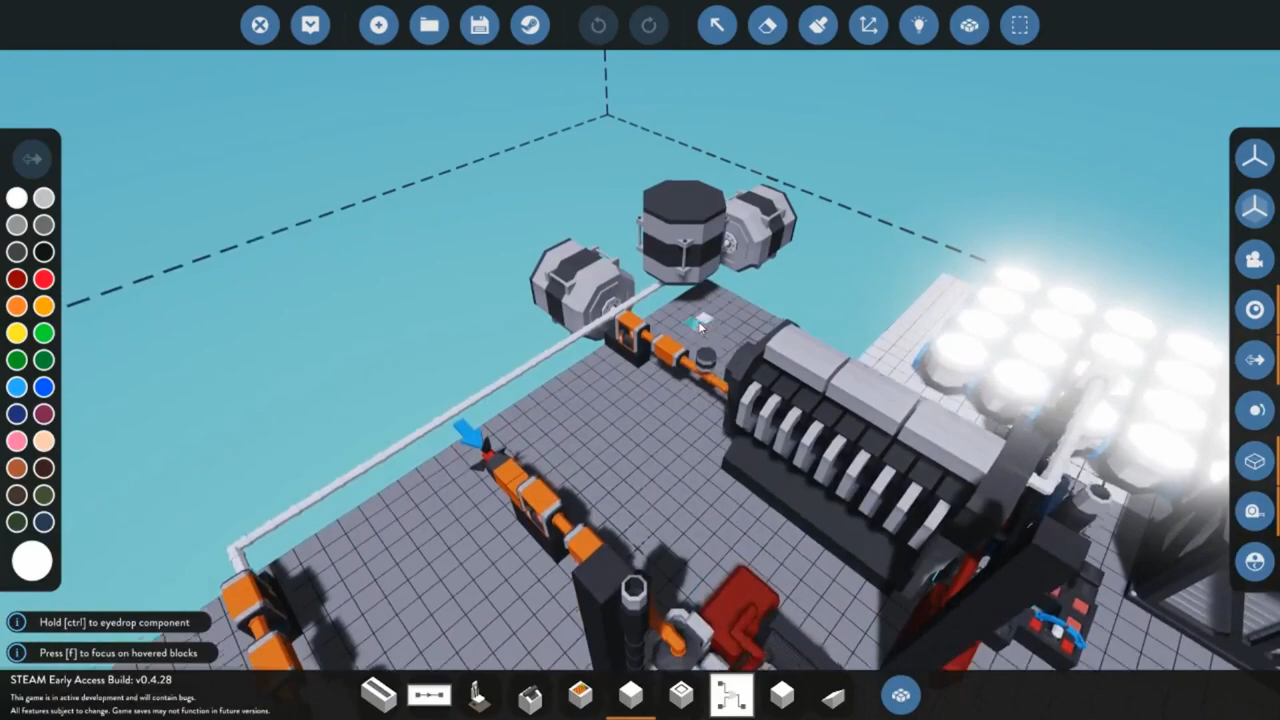 Hold [ctrl] to eyedrop component
Press [f] to focus on hovered blocks
STEAM Early Access Build: v0.4.28
This game is in active development and will contain bugs.
All features subject to change. Game saves may not function in future versions.